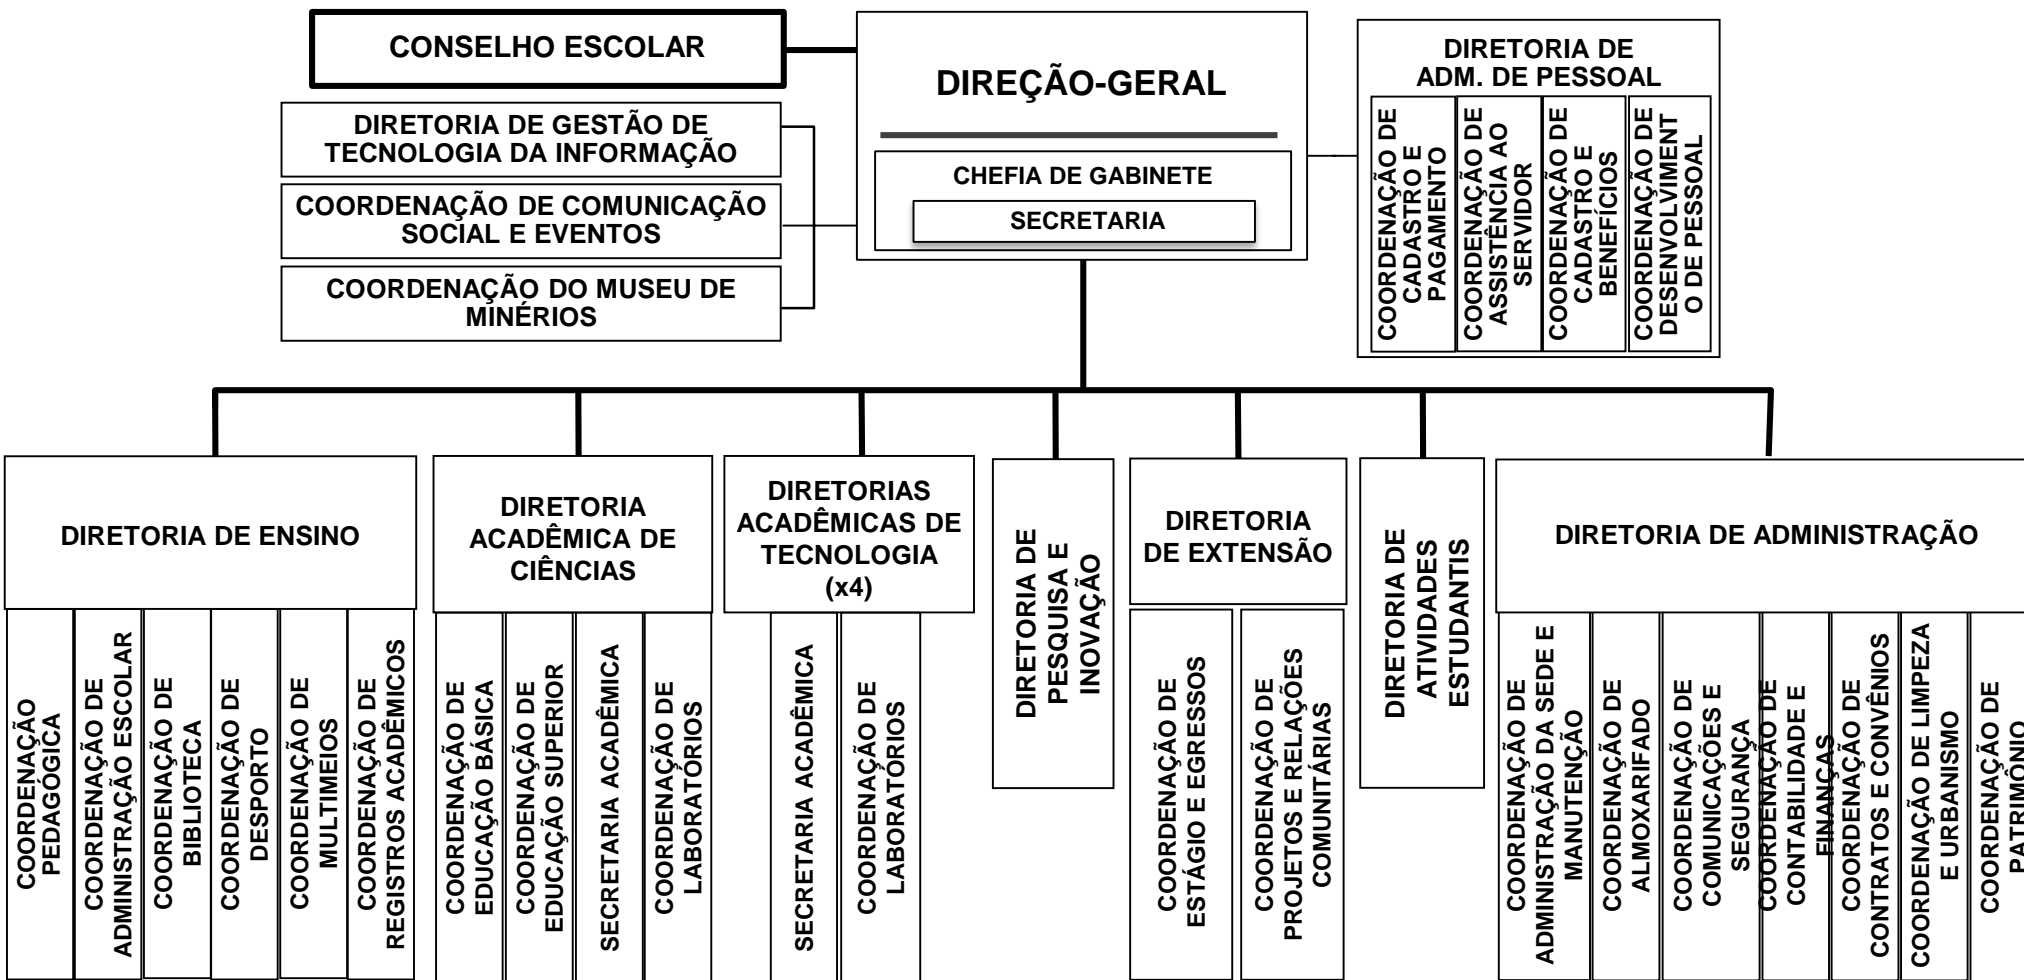 CONSELHO ESCOLAR
DIREÇÃO-GERAL
CHEFIA DE GABINETE
SECRETARIA
DIRETORIA DE GESTÃO DE
TECNOLOGIA DA INFORMAÇÃO
COORDENAÇÃO DE COMUNICAÇÃO
SOCIAL E EVENTOS
COORDENAÇÃO DO MUSEU DE
MINÉRIOS
DIRETORIA DE
ADM. DE PESSOAL
COORDENAÇÃO DE
CADASTRO E
PAGAMENTO
COORDENAÇÃO DE
ASSISTÊNCIA AO
SERVIDOR
COORDENAÇÃO DE
CADASTRO E
BENEFÍCIOS
COORDENAÇÃO DE
DESENVOLVIMENT
O DE PESSOAL
DIRETORIA DE ENSINO
COORDENAÇÃO
PEDAGÓGICA
COORDENAÇÃO DE
ADMINISTRAÇÃO ESCOLAR
COORDENAÇÃO DE
BIBLIOTECA
COORDENAÇÃO DE
DESPORTO
COORDENAÇÃO DE
MULTIMEIOS
COORDENAÇÃO DE
REGISTROS ACADÊMICOS
DIRETORIA
ACADÊMICA DE
CIÊNCIAS
COORDENAÇÃO DE
EDUCAÇÃO BÁSICA
COORDENAÇÃO DE
EDUCAÇÃO SUPERIOR
SECRETARIA ACADÊMICA
COORDENAÇÃO DE
LABORATÓRIOS
DIRETORIAS
ACADÊMICAS DE
TECNOLOGIA
(x4)
SECRETARIA ACADÊMICA
COORDENAÇÃO DE
LABORATÓRIOS
DIRETORIA DE
PESQUISA E
INOVAÇÃO
DIRETORIA
DE EXTENSÃO
COORDENAÇÃO DE
ESTÁGIO E EGRESSOS
COORDENAÇÃO DE
PROJETOS E RELAÇÕES
COMUNITÁRIAS
DIRETORIA DE
ATIVIDADES
ESTUDANTIS
DIRETORIA DE ADMINISTRAÇÃO
COORDENAÇÃO DE
ADMINISTRAÇÃO DA SEDE E
MANUTENÇÃO
COORDENAÇÃO DE
ALMOXARIFADO
COORDENAÇÃO DE
COMUNICAÇÕES E
SEGURANÇA
COORDENAÇÃO DE
CONTABILIDADE E
FINANÇAS
COORDENAÇÃO DE
CONTRATOS E CONVÊNIOS
COORDENAÇÃO DE LIMPEZA
E URBANISMO
COORDENAÇÃO DE
PATRIMÔNIO